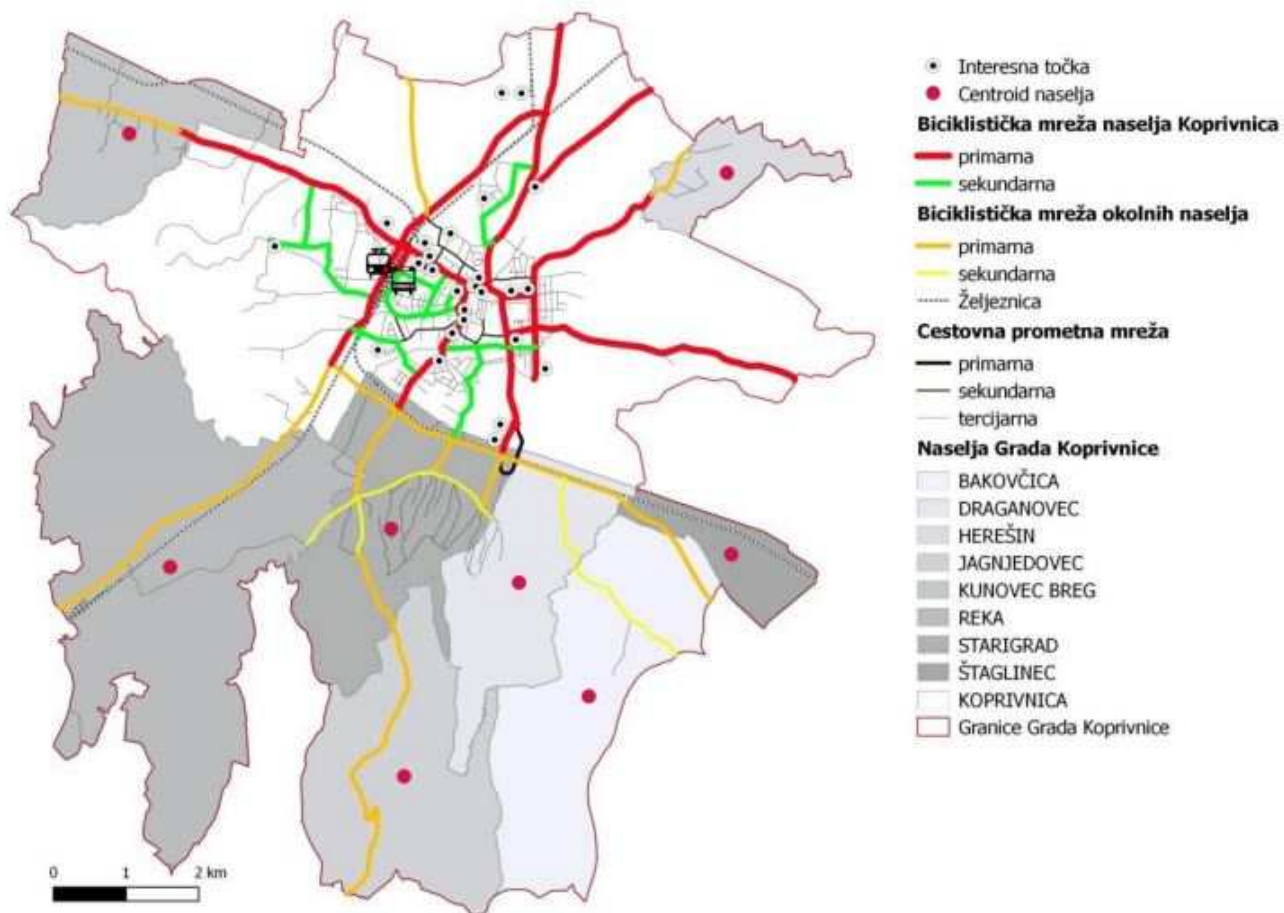 Interesna točka
Centroid naselja
Biciklistička mreža naselja Koprivnica
primarna
sekundarna
Biciklistička mreža okolnih naselja
primarna
sekundarna
Željeznica
Cestovna prometna mreža
primarna
sekundarna
tercijarna
Naselja Grada Koprivnice
BAKOVČICA
DRAGANOVEC
HEREŠIN
JAGNJEDOVEC
KUNOVEC BREG
REKA
STARIGRAD
ŠTAGLINEC
KOPRIVNICA
Granice Grada Koprivnice
0 1 2 km